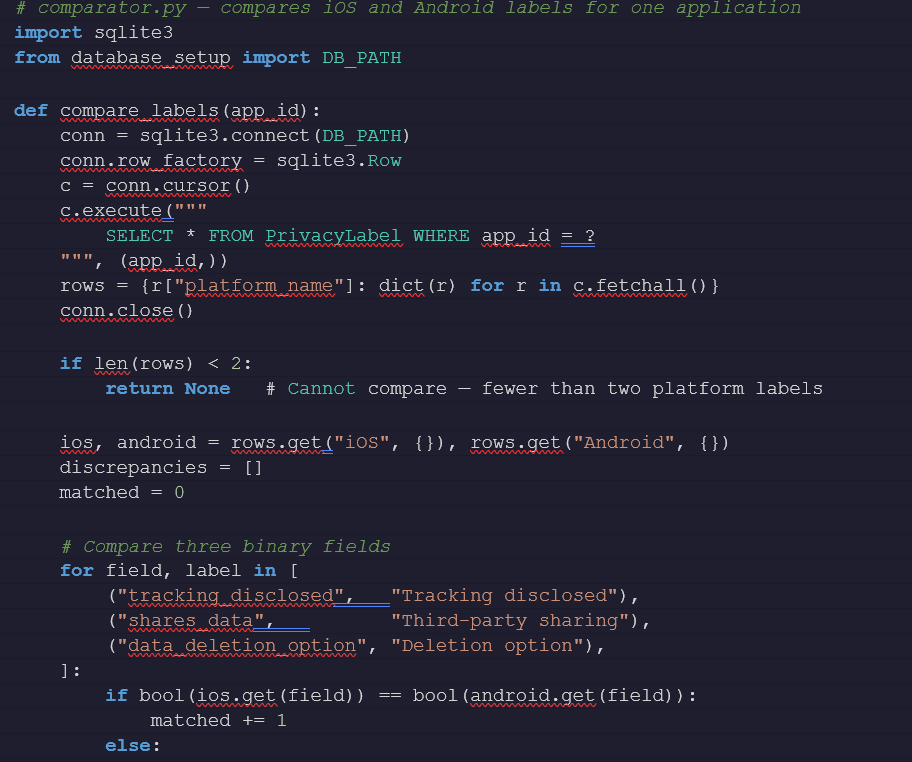 # comparator.py — compares iOS and Android labels for one application
import sqlite3
from database_setup import DB_PATH

def compare_labels(app_id):
    conn = sqlite3.connect(DB_PATH)
    conn.row_factory = sqlite3.Row
    c = conn.cursor()
    c.execute("""
        SELECT * FROM PrivacyLabel WHERE app_id = ?
    """, (app_id,))
    rows = {r["platform_name"]: dict(r) for r in c.fetchall()}
    conn.close()

    if len(rows) < 2:
        return None   # Cannot compare — fewer than two platform labels

    ios, android = rows.get("iOS", {}), rows.get("Android", {})
    discrepancies = []
    matched = 0

    # Compare three binary fields
    for field, label in [
        ("tracking_disclosed",   "Tracking disclosed"),
        ("shares_data",          "Third-party sharing"),
        ("data_deletion_option", "Deletion option"),
    ]:
        if bool(ios.get(field)) == bool(android.get(field)):
            matched += 1
        else: